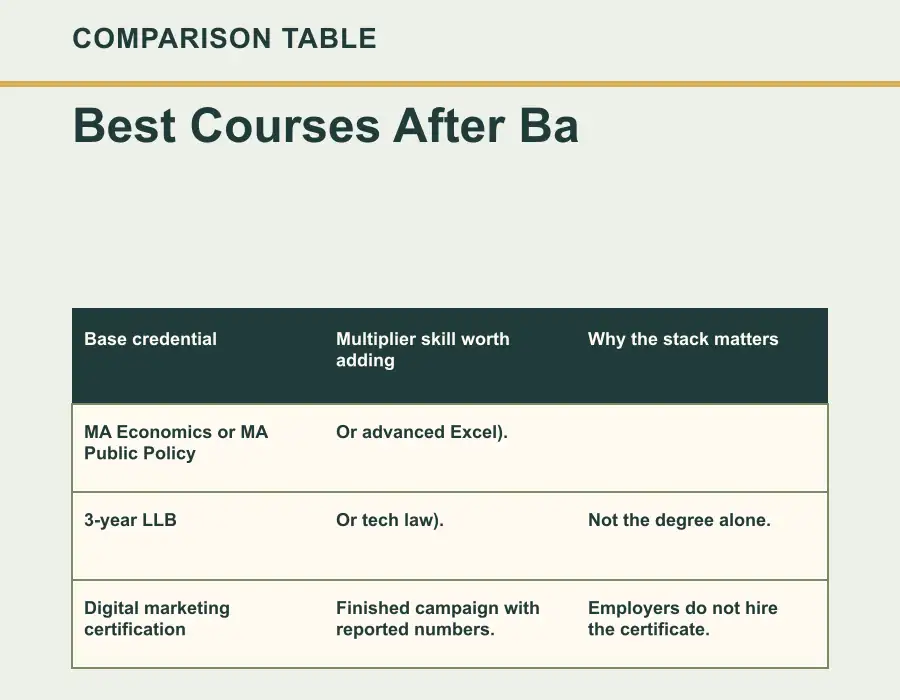 COMPARISON TABLE
Best Courses After Ba
Base credential
Multiplier skill worth
adding
Why the stack matters
MA Economics or MA
Public Policy
Or advanced Excel).
3-year LLB
Or tech law).
Not the degree alone.
Digital marketing
certification
Finished campaign with
reported numbers.
Employers do not hire
the certificate.